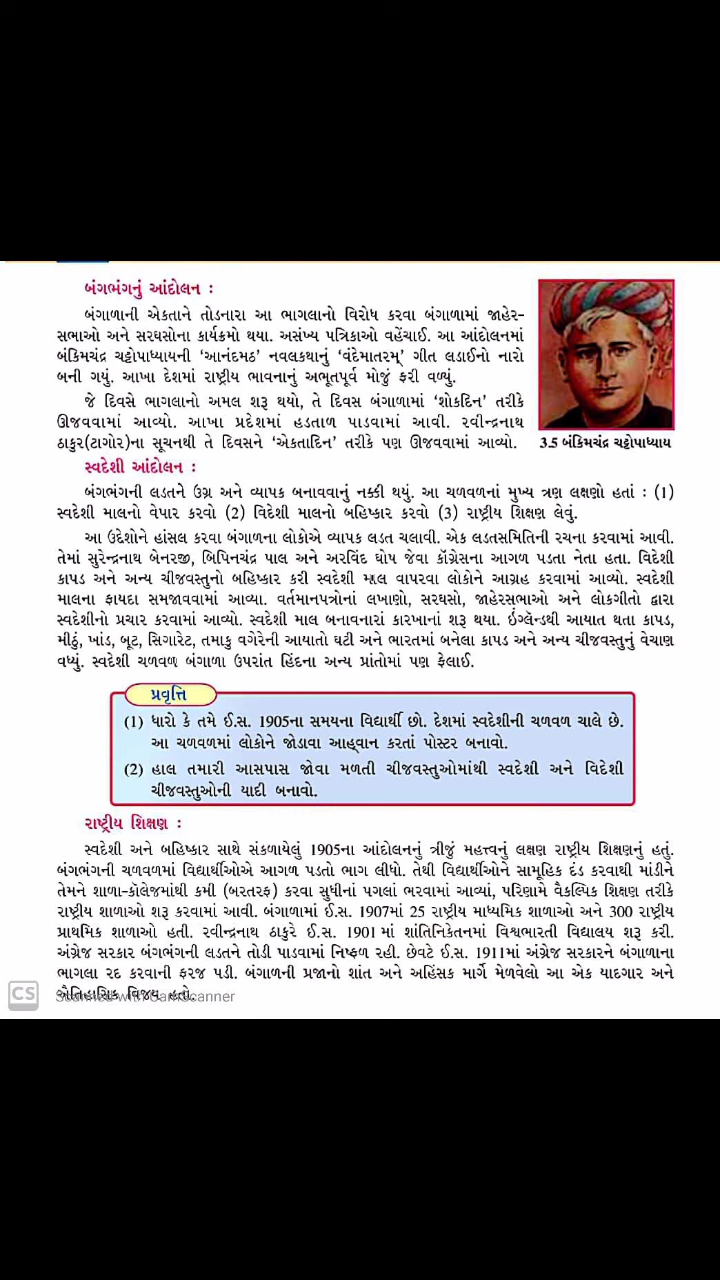 બંગભંગનું આંદોલન :
બંગાળાની એકતાને તોડનારા આ ભાગલાનો વિરોધ કરવા બંગાળામાં જાહેર-
સભાઓ અને સરઘસોના કાર્યક્રમો થયા. અસંખ્ય પત્રિકાઓ વહેંચાઈ. આ આંદોલનમાં
બંકિમચંદ્ર ચટ્ટોપાધ્યાયની ‘આનંદમઠ’ નવલકથાનું ‘વંદેમાતરમ્’ ગીત લડાઈનો નારો
બની ગયું. આખા દેશમાં રાષ્ટ્રીય ભાવનાનું અભૂતપૂર્વ મોજું ફરી વળ્યું.
જે દિવસે ભાગલાનો અમલ શરૂ થયો, તે દિવસ બંગાળામાં ‘શોકદિન’ તરીકે
ઊજવવામાં આવ્યો. આખા પ્રદેશમાં હડતાળ પાડવામાં આવી. રવીન્દ્રનાથ
ઠાકુર(ટાગોર)ના સૂચનથી તે દિવસને ‘એકતાદિન’ તરીકે પણ ઊજવવામાં આવ્યો.
3.5 બંકિમચંદ્ર ચટ્ટોપાધ્યાય
સ્વદેશી આંદોલન :
બંગભંગની લડતને ઉગ્ર અને વ્યાપક બનાવવાનું નક્કી થયું. આ ચળવળનાં મુખ્ય ત્રણ લક્ષણો હતાં : (1)
સ્વદેશી માલનો વેપાર કરવો (2) વિદેશી માલનો બહિષ્કાર કરવો (3) રાષ્ટ્રીય શિક્ષણ લેવું.
આ ઉદેશોને હાંસલ કરવા બંગાળના લોકોએ વ્યાપક લડત ચલાવી. એક લડતસમિતિની રચના કરવામાં આવી.
તેમાં સુરેન્દ્રનાથ બેનરજી, બિપિનચંદ્ર પાલ અને અરવિંદ ઘોષ જેવા કૉંગ્રેસના આગળ પડતા નેતા હતા. વિદેશી
કાપડ અને અન્ય ચીજવસ્તુનો બહિષ્કાર કરી સ્વદેશી માલ વાપરવા લોકોને આગ્રહ કરવામાં આવ્યો. સ્વદેશી
માલના ફાયદા સમજાવવામાં આવ્યા. વર્તમાનપત્રોનાં લખાણો, સરઘસો, જાહેરસભાઓ અને લોકગીતો દ્વારા
સ્વદેશીનો પ્રચાર કરવામાં આવ્યો. સ્વદેશી માલ બનાવનારાં કારખાનાં શરૂ થયા. ઇંગ્લૅન્ડથી આયાત થતા કાપડ,
મીઠું, ખાંડ, બૂટ, સિગારેટ, તમાકુ વગેરેની આયાતો ઘટી અને ભારતમાં બનેલા કાપડ અને અન્ય ચીજવસ્તુનું વેચાણ
વધ્યું. સ્વદેશી ચળવળ બંગાળા ઉપરાંત હિંદના અન્ય પ્રાંતોમાં પણ ફેલાઈ.
પ્રવૃત્તિ
(1) ધારો કે તમે ઈ.સ. 1905ના સમયના વિદ્યાર્થી છો. દેશમાં સ્વદેશીની ચળવળ ચાલે છે.
આ ચળવળમાં લોકોને જોડાવા આહ્વાન કરતાં પોસ્ટર બનાવો.
(2) હાલ તમારી આસપાસ જોવા મળતી ચીજવસ્તુઓમાંથી સ્વદેશી અને વિદેશી
ચીજવસ્તુઓની યાદી બનાવો.
રાષ્ટ્રીય શિક્ષણ :
સ્વદેશી અને બહિષ્કાર સાથે સંકળાયેલું 1905ના આંદોલનનું ત્રીજું મહત્ત્વનું લક્ષણ રાષ્ટ્રીય શિક્ષણનું હતું.
બંગભંગની ચળવળમાં વિદ્યાર્થીઓએ આગળ પડતો ભાગ લીધો. તેથી વિદ્યાર્થીઓને સામૂહિક દંડ કરવાથી માંડીને
તેમને શાળા-કૉલેજમાંથી કમી (બરતરફ) કરવા સુધીનાં પગલાં ભરવામાં આવ્યાં, પરિણામે વૈકલ્પિક શિક્ષણ તરીકે
રાષ્ટ્રીય શાળાઓ શરૂ કરવામાં આવી. બંગાળામાં ઈ.સ. 1907માં 25 રાષ્ટ્રીય માધ્યમિક શાળાઓ અને 300 રાષ્ટ્રીય
પ્રાથમિક શાળાઓ હતી. રવીન્દ્રનાથ ઠાકુરે ઈ.સ. 1901માં શાંતિનિકેતનમાં વિશ્વભારતી વિદ્યાલય શરૂ કરી.
અંગ્રેજ સરકાર બંગભંગની લડતને તોડી પાડવામાં નિષ્ફળ રહી. છેવટે ઈ.સ. 1911માં અંગ્રેજ સરકારને બંગાળાના
ભાગલા રદ કરવાની ફરજ પડી. બંગાળની પ્રજાનો શાંત અને અહિંસક માર્ગે મેળવેલો આ એક યાદગાર અને
ઐતિહાસિક વિજય હતો.
CS Scanned with CamScanner